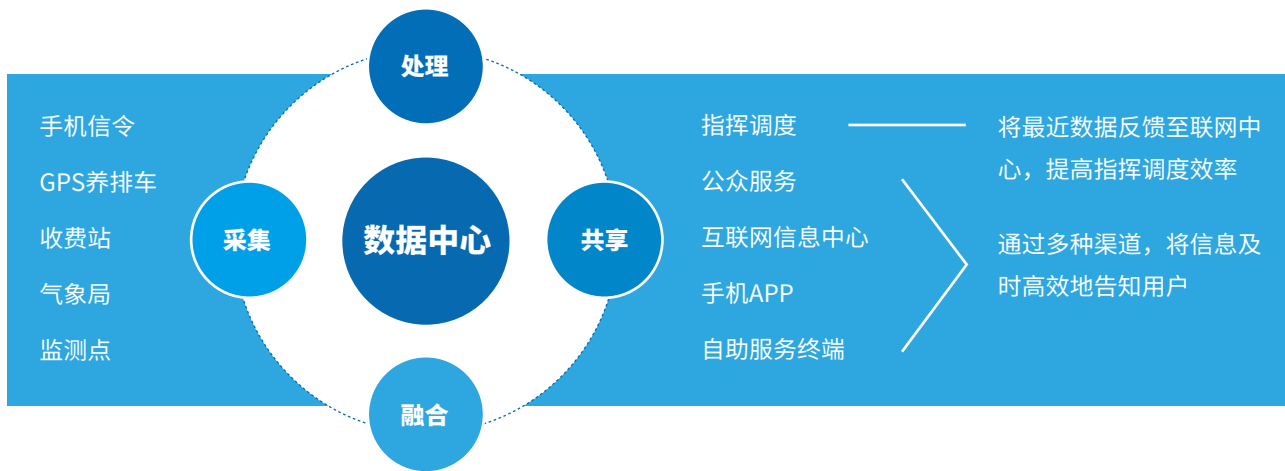 处理
手机信令
GPS养排车
收费站
气象局
监测点
采集
数据中心
共享
融合
指挥调度
公众服务
互联网信息中心
手机APP
自助服务终端
将最近数据反馈至联网中
心，提高指挥调度效率
通过多种渠道，将信息及
时高效地告知用户